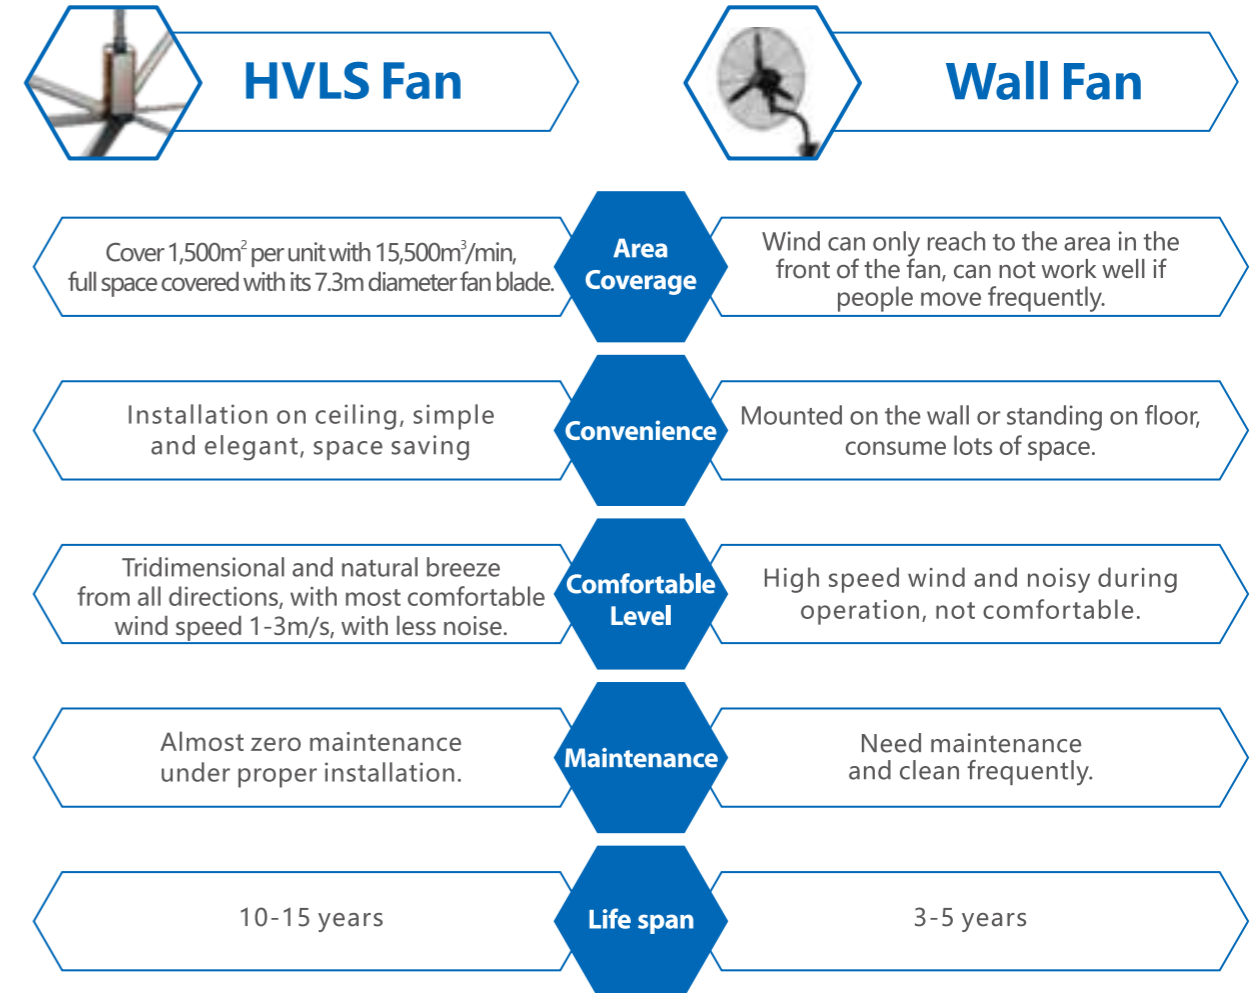 HVLS Fan
Wall Fan
Cover 1,500m² per unit with 15,500m³/min,
full space covered with its 7.3m diameter fan blade.
Area
Coverage
Wind can only reach to the area in the
front of the fan, can not work well if
people move frequently.
Installation on ceiling, simple
and elegant, space saving
Convenience
Mounted on the wall or standing on floor,
consume lots of space.
Tridimensional and natural breeze
from all directions, with most comfortable
wind speed 1-3m/s, with less noise.
Comfortable
Level
High speed wind and noisy during
operation, not comfortable.
Almost zero maintenance
under proper installation.
Maintenance
Need maintenance
and clean frequently.
10-15 years
Life span
3-5 years